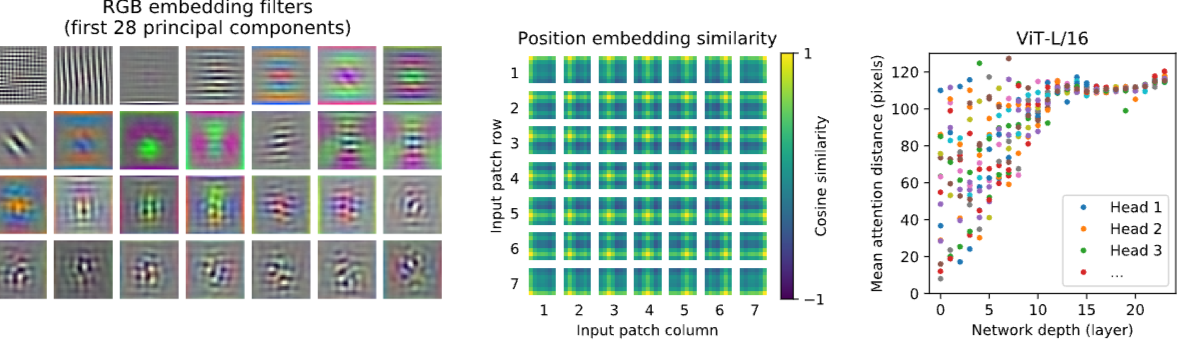 RGB embedding filters
(first 28 principal components)
Position embedding similarity
Input patch row
1
2
3
4
5
6
7
1 2 3 4 5 6 7
Input patch column
1
−1
Cosine similarity
ViT-L/16
Mean attention distance (pixels)
120
100
80
60
40
20
0
0 5 10 15 20
Network depth (layer)
Head 1
Head 2
Head 3
...